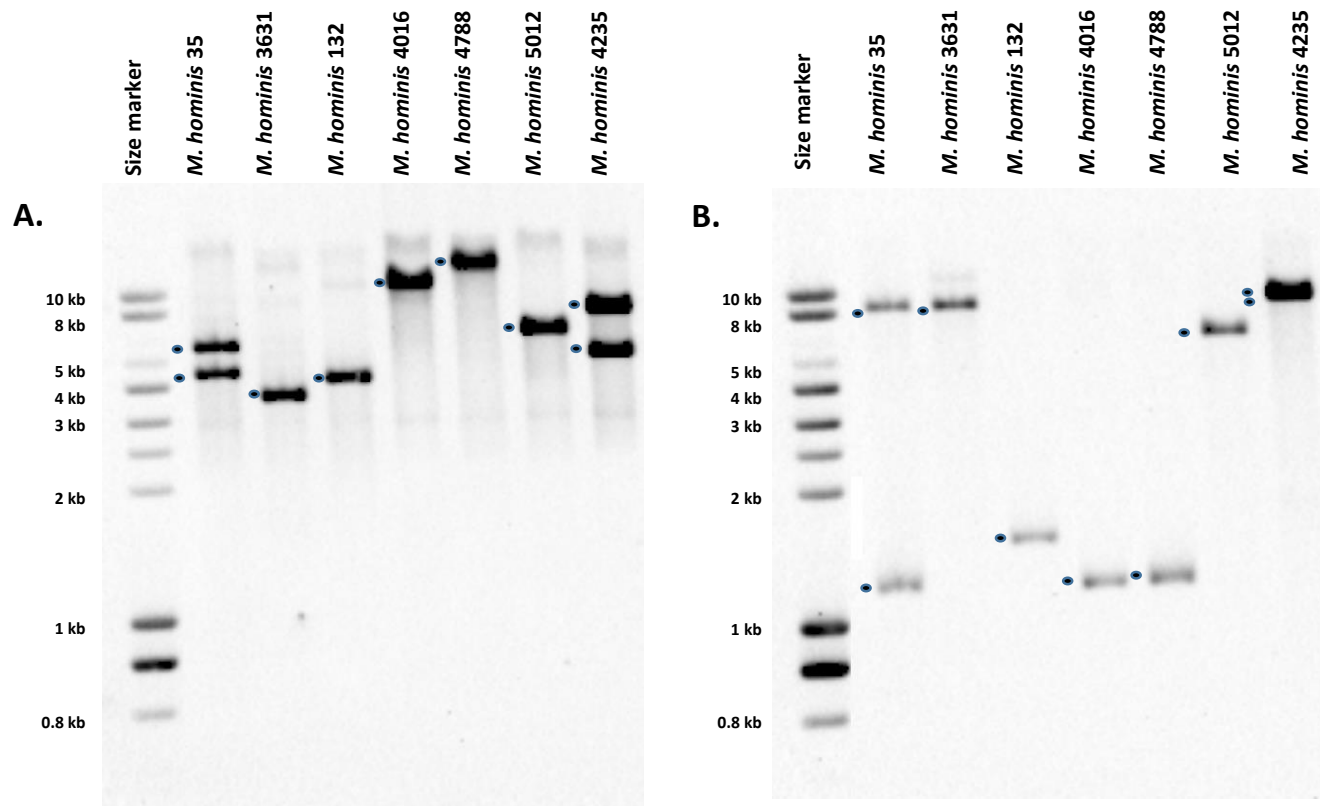 Size marker
M. hominis 35
M. hominis 3631
M. hominis 132
M. hominis 4016
M. hominis 4788
M. hominis 5012
M. hominis 4235
A.
10 kb
8 kb
5 kb
4 kb
3 kb
2 kb
1 kb
0.8 kb
Size marker
M. hominis 35
M. hominis 3631
M. hominis 132
M. hominis 4016
M. hominis 4788
M. hominis 5012
M. hominis 4235
B.
10 kb
8 kb
5 kb
4 kb
3 kb
2 kb
1 kb
0.8 kb